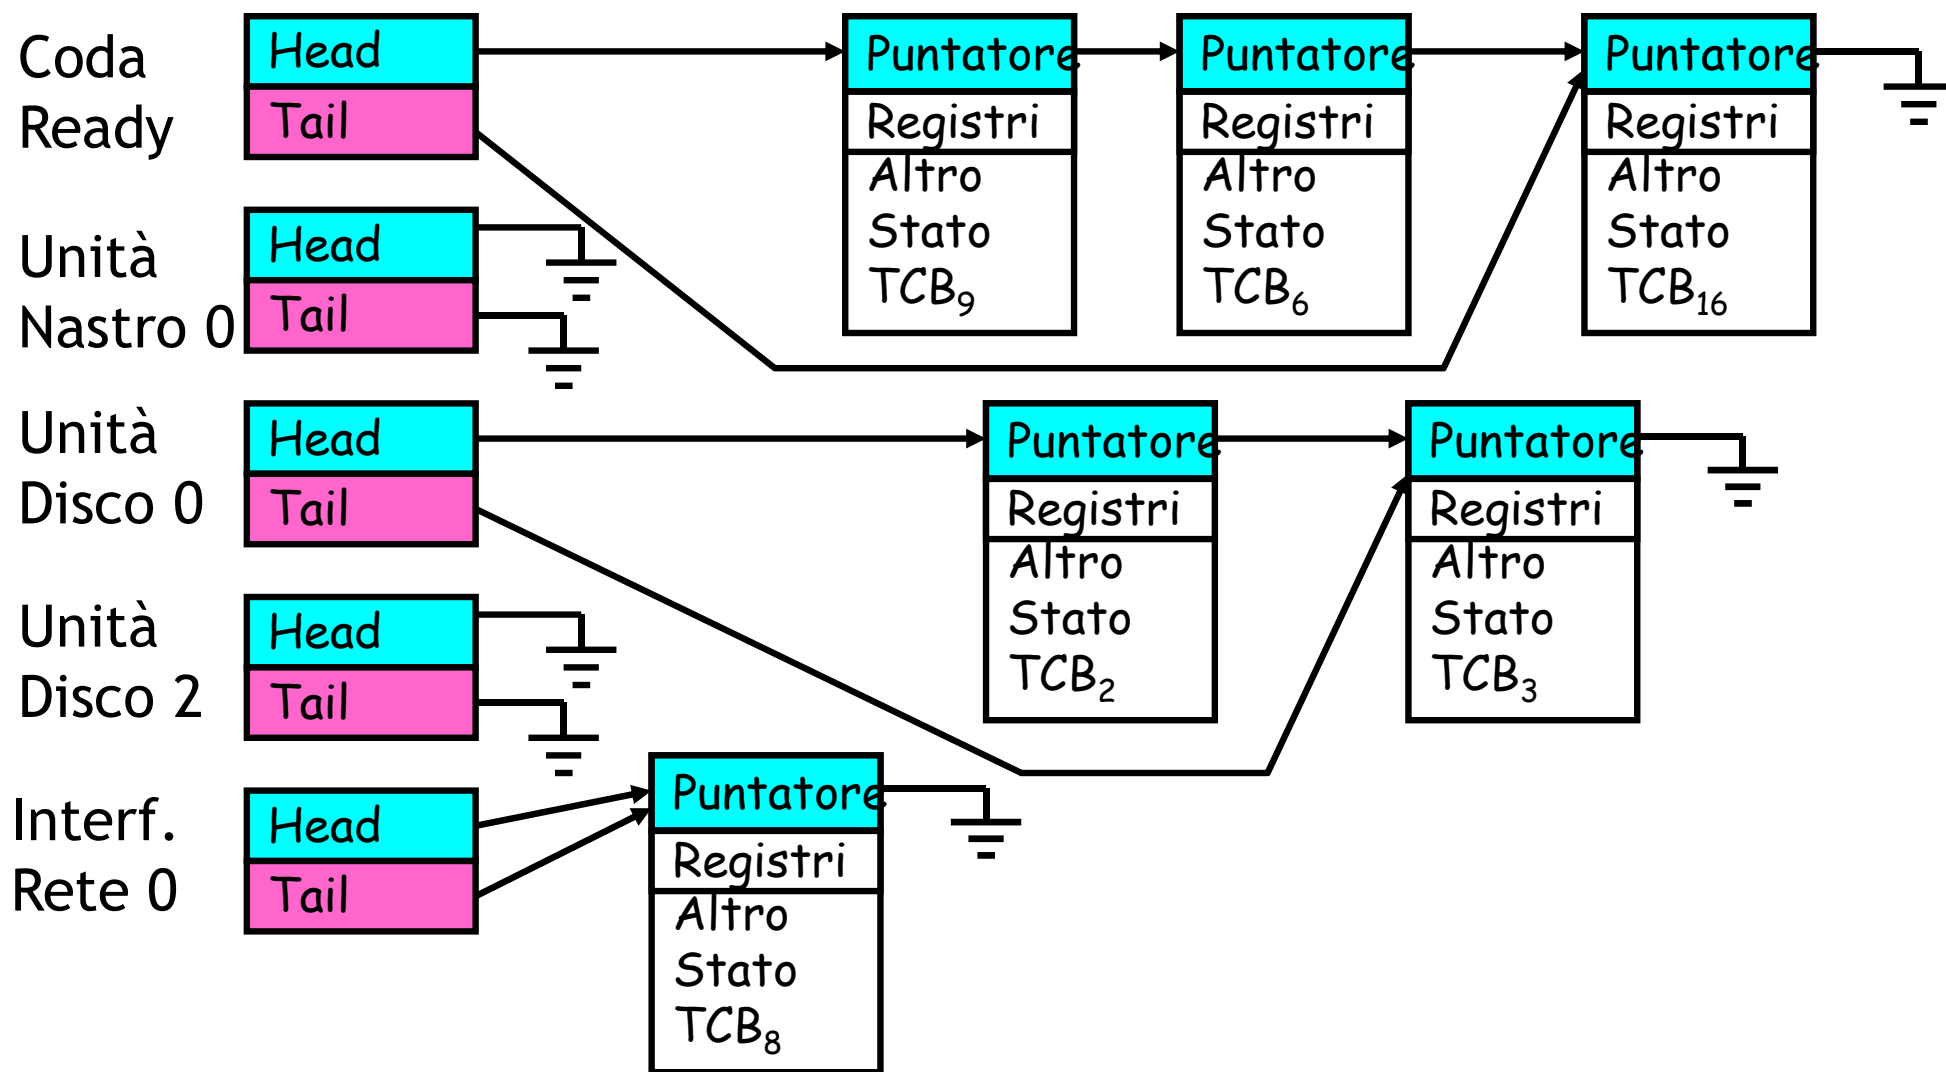 Coda
Ready
Head
Tail
Puntatore
Registri
Altro
Stato
TCB9
Puntatore
Registri
Altro
Stato
TCB6
Puntatore
Registri
Altro
Stato
TCB16
Unità
Nastro 0
Head
Tail
Unità
Disco 0
Head
Tail
Puntatore
Registri
Altro
Stato
TCB2
Puntatore
Registri
Altro
Stato
TCB3
Unità
Disco 2
Head
Tail
Interf.
Rete 0
Head
Tail
Puntatore
Registri
Altro
Stato
TCB8